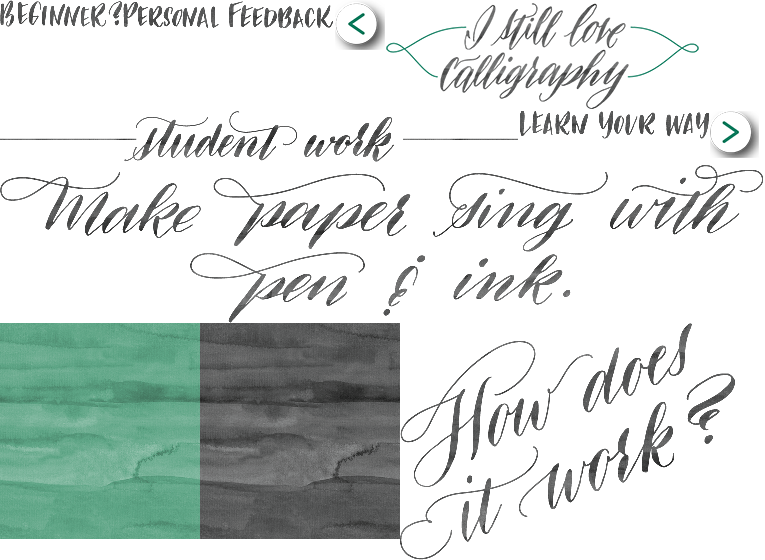 BEGINNER?
PERSONAL FEEDBACK
I still love
Calligraphy
student work
LEARN YOUR WAY
Make paper sing with
pen & ink.
How does
it work?